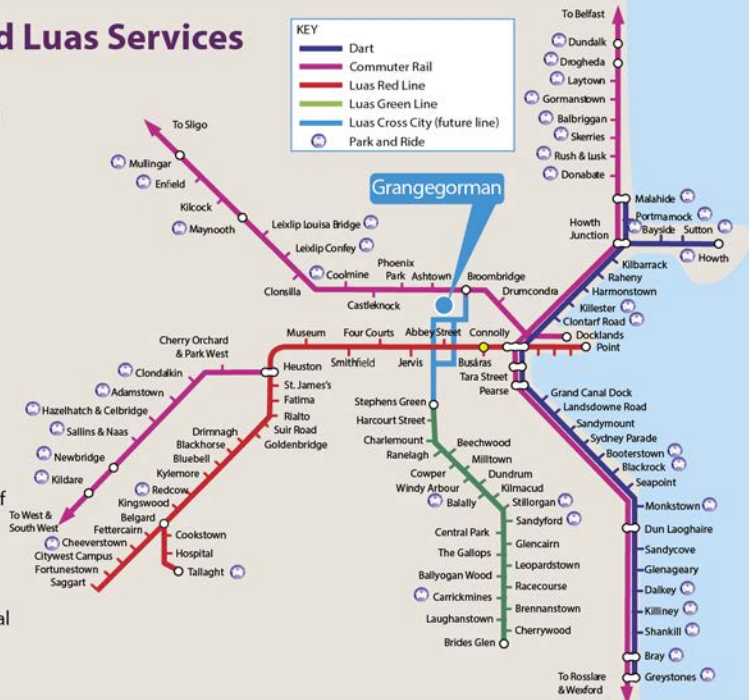 d Luas Services
KEY
Dart
Commuter Rail
Luas Red Line
Luas Green Line
Luas Cross City (future line)
Park and Ride
To Belfast
Dundalk
Drogheda
Laytown
Gormanstown
Balbriggan
Skerries
Rush & Lusk
Donabate
Malahide
Portmarnock
Howth
Junction
Bayside
Sutton
Howth
Kilbarrack
Raheny
Harmonstown
Killester
Clontarf Road
Docklands
Point
To Sligo
Mullingar
Enfield
Kilcock
Maynooth
Leixlip Louisa Bridge
Leixlip Confey
Coolmine
Clonsilla
Castleknock
Phoenix
Park
Ashtown
Broombridge
Drumcondra
Grangegorman
Museum
Four Courts
Abbey Street
Connolly
Smithfield
Jervis
Busáras
Tara Street
Pearse
Cherry Orchard
& Park West
Heuston
Clondalkin
Adamstown
Hazelhatch & Celbridge
Sallins & Naas
Newbridge
Kildare
To West &
South West
St. James's
Fatima
Rialto
Suir Road
Goldenbridge
Drimnagh
Blackhorse
Bluebell
Kylemore
Redcow
Kingswood
Belgard
Fettercairn
Cheeverstown
Citywest Campus
Fortunestown
Saggart
Cookstown
Hospital
Tallaght
Stephens Green
Harcourt Street
Charlemount
Ranelagh
Beechwood
Milltown
Cowper
Dundrum
Windy Arbour
Kilmacud
Balally
Stillorgan
Sandyford
Central Park
Glencairn
The Gallops
Leopardstown
Ballyogan Wood
Racecourse
Carrickmines
Brennanstown
Laughanstown
Cherrywood
Brides Glen
Grand Canal Dock
Landsdowne Road
Sandymount
Sydney Parade
Booterstown
Blackrock
Seapoint
Monkstown
Dun Laoghaire
Sandycove
Glenageary
Dalkey
Killiney
Shankill
Bray
Greystones
To Rosslare
& Wexford
f
al